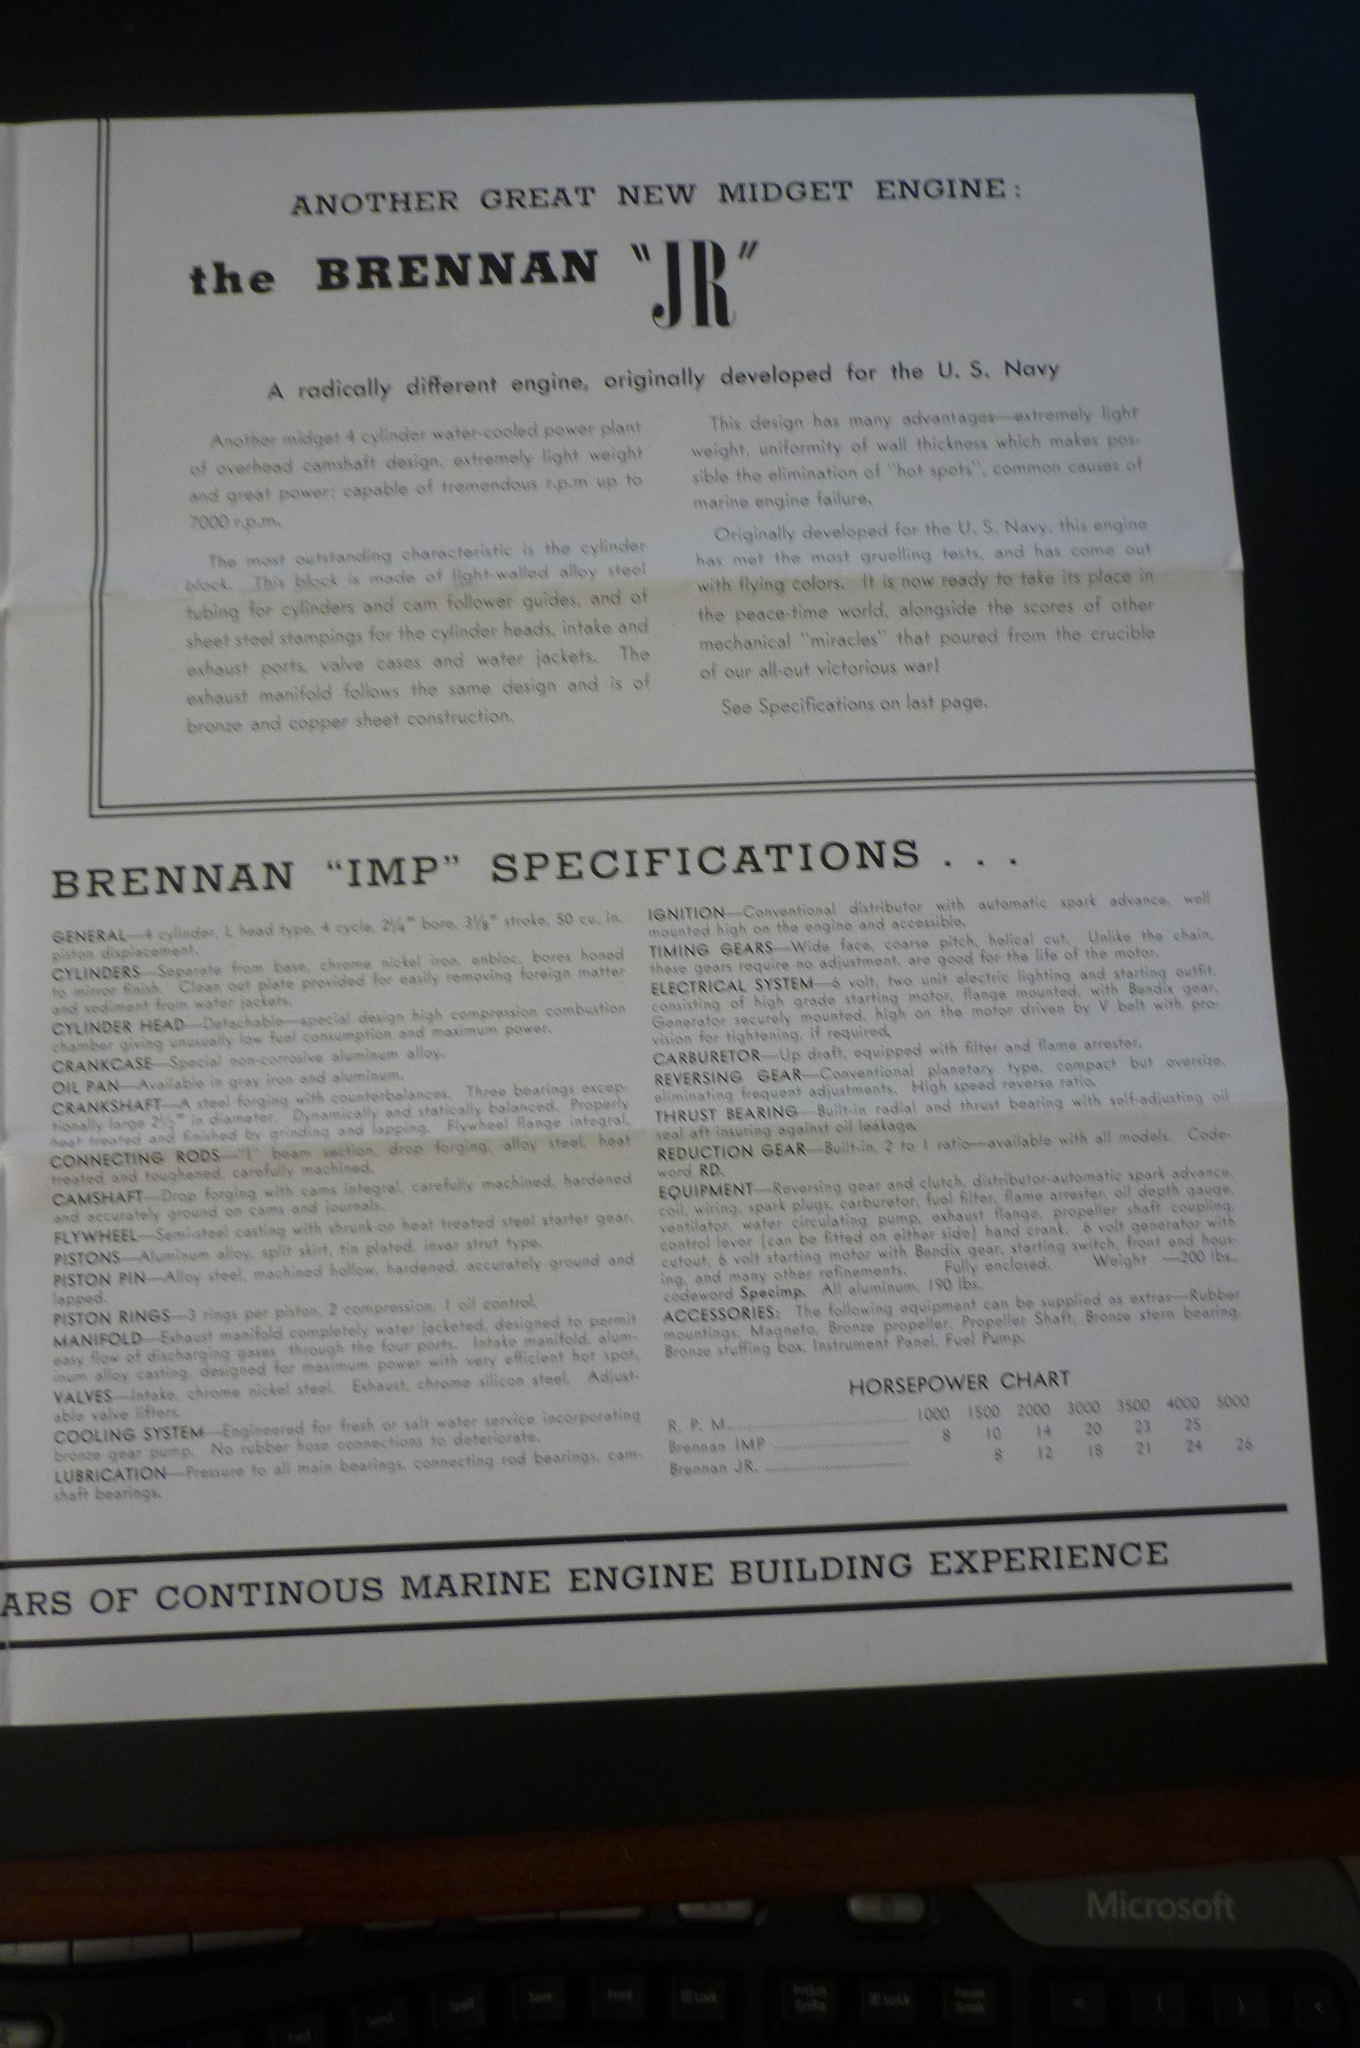 ANOTHER GREAT NEW MIDGET ENGINE:
the BRENNAN "JR"
A radically different engine, originally developed for the U. S. Navy
Another midget 4 cylinder water-cooled power plant
of overhead camshaft design, extremely light weight
and great power; capable of tremendous r.p.m up to
7000 r.p.m.
The most outstanding characteristic is the cylinder
block. This block is made of light-walled alloy steel
tubing for cylinders and cam follower guides, and of
sheet steel stampings for the cylinder heads, intake and
exhaust ports, valve cases and water jackets. The
exhaust manifold follows the same design and is of
bronze and copper sheet construction.
This design has many advantages—extremely light
weight, uniformity of wall thickness which makes pos-
sible the elimination of "hot spots", common causes of
marine engine failure.
Originally developed for the U. S. Navy, this engine
has met the most gruelling tests, and has come out
with flying colors. It is now ready to take its place in
the peace-time world, alongside the scores of other
mechanical "miracles" that poured from the crucible
of our all-out victorious war!
See Specifications on last page.
BRENNAN "IMP" SPECIFICATIONS . . .
GENERAL—4 cylinder, L head type, 4 cycle, 2¼" bore, 3⅛" stroke, 50 cu. in.
piston displacement.
CYLINDERS—Separate from base, chrome nickel iron, enbloc, bores honed
to mirror finish. Clean out plate provided for easily removing foreign matter
and sediment from water jackets.
CYLINDER HEAD—Detachable—special design high compression combustion
chamber giving unusually low fuel consumption and maximum power.
CRANKCASE—Special non-corrosive aluminum alloy.
OIL PAN—Available in gray iron and aluminum.
CRANKSHAFT—A steel forging with counterbalances. Three bearings excep-
tionally large 2½" in diameter. Dynamically and statically balanced. Properly
heat treated and finished by grinding and lapping. Flywheel flange integral.
CONNECTING RODS—"I" beam section, drop forging, alloy steel, heat
treated and toughened, carefully machined.
CAMSHAFT—Drop forging with cams integral, carefully machined, hardened
and accurately ground on cams and journals.
FLYWHEEL—Semi-steel casting with shrunk-on heat treated steel starter gear.
PISTONS—Aluminum alloy, split skirt, tin plated, invar strut type.
PISTON PIN—Alloy steel, machined hollow, hardened, accurately ground and
lapped.
PISTON RINGS—3 rings per piston, 2 compression, 1 oil control.
MANIFOLD—Exhaust manifold completely water jacketed, designed to permit
easy flow of discharging gases through the four ports. Intake manifold, alum-
inum alloy casting, designed for maximum power with very efficient hot spot.
VALVES—Intake, chrome nickel steel. Exhaust, chrome silicon steel. Adjust-
able valve lifters.
COOLING SYSTEM—Engineered for fresh or salt water service incorporating
bronze gear pump. No rubber hose connections to deteriorate.
LUBRICATION—Pressure to all main bearings, connecting rod bearings, cam-
shaft bearings.
IGNITION—Conventional distributor with automatic spark advance, well
mounted high on the engine and accessible.
TIMING GEARS—Wide face, coarse pitch, helical cut. Unlike the chain,
these gears require no adjustment, are good for the life of the motor.
ELECTRICAL SYSTEM—6 volt, two unit electric lighting and starting outfit,
consisting of high grade starting motor, flange mounted, with Bendix gear.
Generator securely mounted, high on the motor driven by V belt with pro-
vision for tightening, if required.
CARBURETOR—Up draft, equipped with filter and flame arrester.
REVERSING GEAR—Conventional planetary type, compact but oversize,
eliminating frequent adjustments. High speed reverse ratio.
THRUST BEARING—Built-in radial and thrust bearing with self-adjusting oil
seal aft insuring against oil leakage.
REDUCTION GEAR—Built-in, 2 to 1 ratio—available with all models. Code-
word RD.
EQUIPMENT—Reversing gear and clutch, distributor-automatic spark advance,
coil, wiring, spark plugs, carburetor, fuel filter, flame arrester, oil depth gauge,
ventilator, water circulating pump, exhaust flange, propeller shaft coupling,
control lever (can be fitted on either side) hand crank. 6 volt generator with
cutout, 6 volt starting motor with Bendix gear, starting switch, front end hous-
ing, and many other refinements. Fully enclosed. Weight —200 lbs.,
codeword Specimp. All aluminum, 190 lbs.
ACCESSORIES: The following equipment can be supplied as extras—Rubber
mountings, Magneto, Bronze propeller, Propeller Shaft, Bronze stern bearing,
Bronze stuffing box, Instrument Panel, Fuel Pump.
HORSEPOWER CHART
R. P. M. 1000 1500 2000 3000 3500 4000 5000
Brennan IMP 8 10 14 20 23 25
Brennan JR. 8 12 18 21 24 26
ARS OF CONTINOUS MARINE ENGINE BUILDING EXPERIENCE
Microsoft
Send Spell Save Print Lock PrtScn SysRq ScrLk Pause Break = ( )